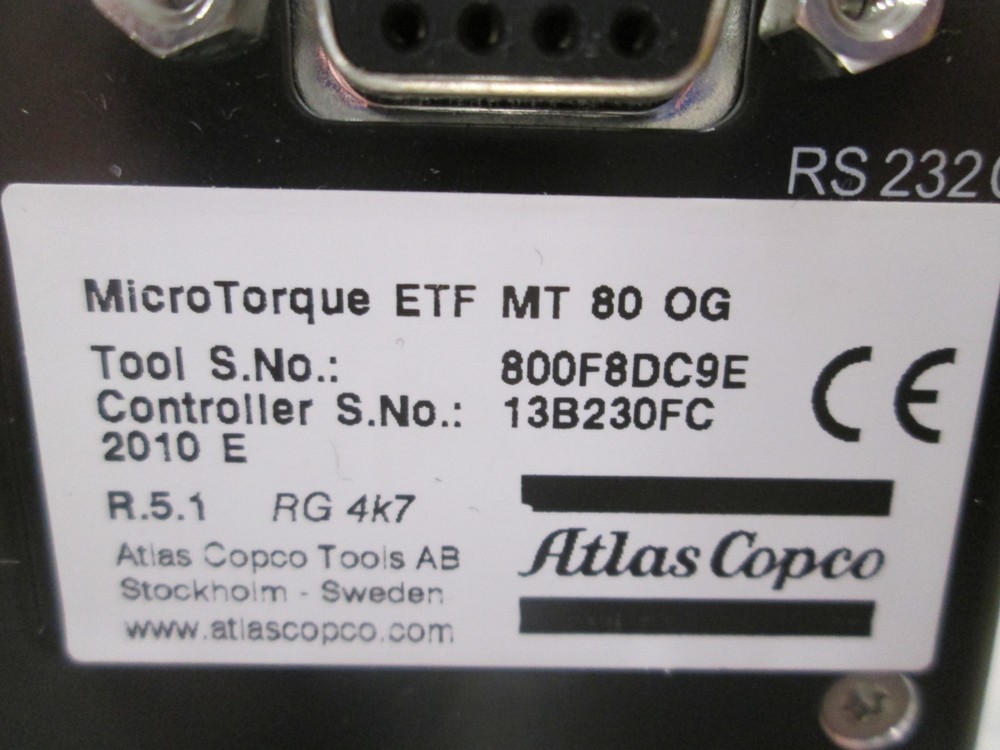 RS 232
MicroTorque ETF MT 80 OG
Tool S.No.: 800F8DC9E
Controller S.No.: 13B230FC
2010 E
R.5.1 RG 4k7
Atlas Copco Tools AB
Stockholm - Sweden
www.atlascopco.com
CE
Atlas Copco